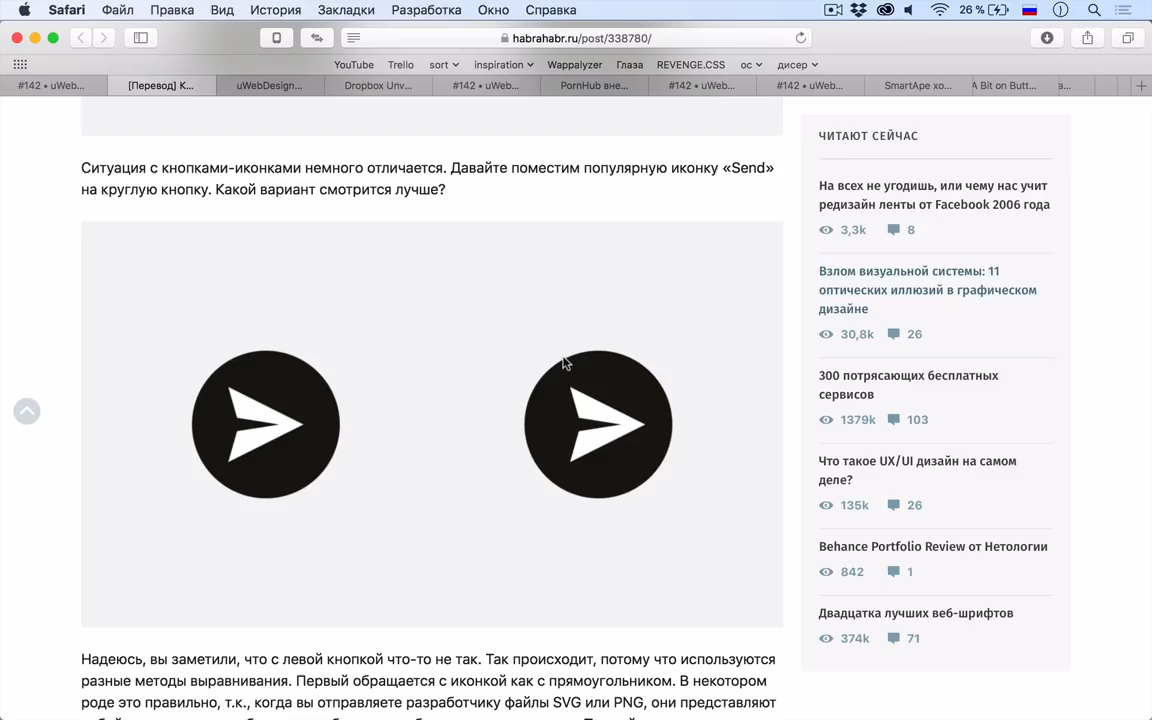 Safari Файл Правка Вид История Закладки Разработка Окно Справка 26 %
habrahabr.ru/post/338780/
YouTube Trello sort inspiration Wappalyzer Глаза REVENGE.CSS ос дисер
#142 • uWeb... [Перевод] К... uWebDesign... Dropbox Unv... #142 • uWeb... PornHub вне... #142 • uWeb... #142 • uWeb... SmartApe хо... A Bit on Butt... в...
Ситуация с кнопками-иконками немного отличается. Давайте поместим популярную иконку «Send»
на круглую кнопку. Какой вариант смотрится лучше?
Надеюсь, вы заметили, что с левой кнопкой что-то не так. Так происходит, потому что используются
разные методы выравнивания. Первый обращается с иконкой как с прямоугольником. В некотором
роде это правильно, т.к., когда вы отправляете разработчику файлы SVG или PNG, они представляют
ЧИТАЮТ СЕЙЧАС
На всех не угодишь, или чему нас учит
редизайн ленты от Facebook 2006 года
3,3k 8
Взлом визуальной системы: 11
оптических иллюзий в графическом
дизайне
30,8k 26
300 потрясающих бесплатных
сервисов
1379k 103
Что такое UX/UI дизайн на самом
деле?
135k 26
Behance Portfolio Review от Нетологии
842 1
Двадцатка лучших веб-шрифтов
374k 71